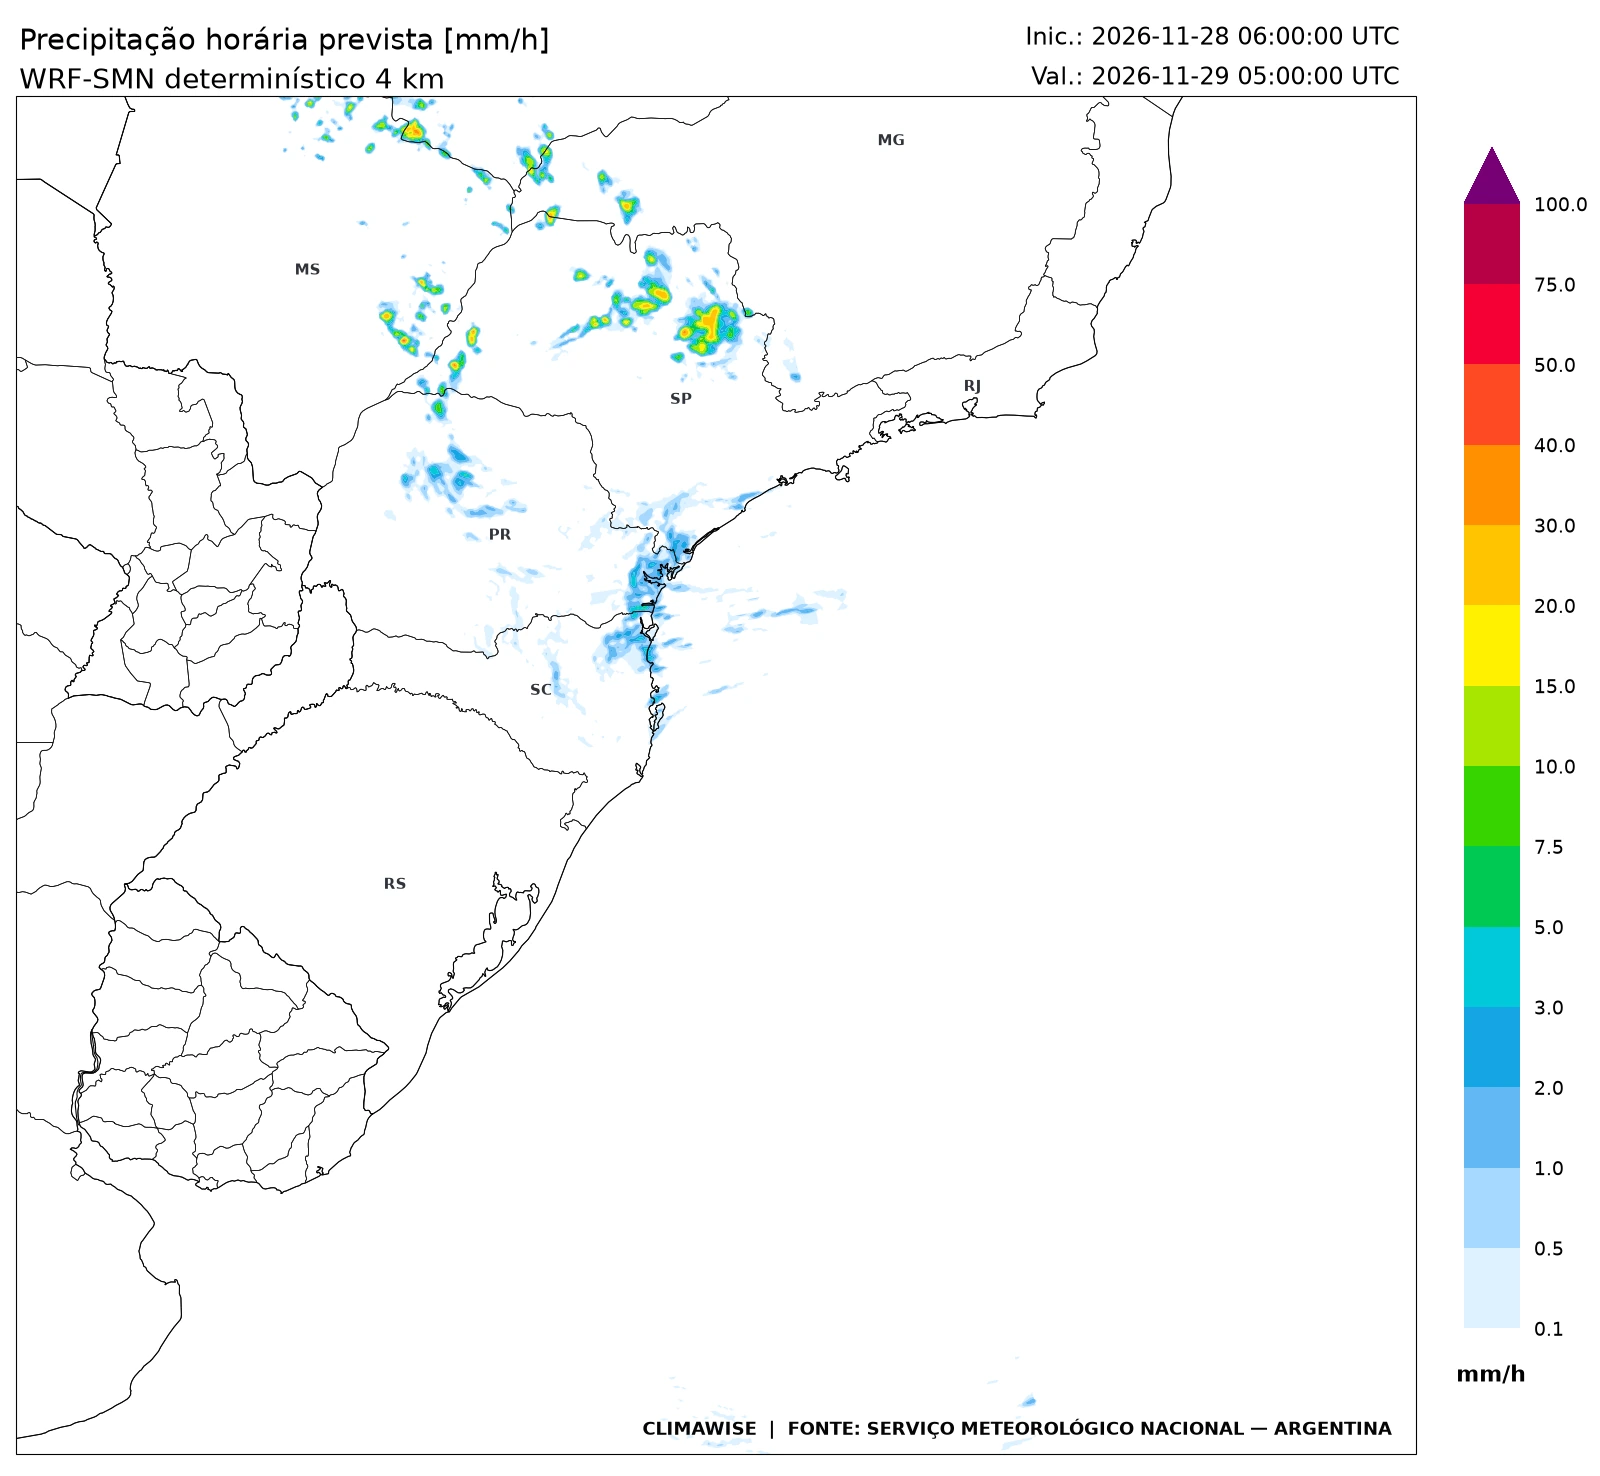 Precipitação horária prevista [mm/h]
WRF-SMN determinístico 4 km
Inic.: 2026-11-28 06:00:00 UTC
Val.: 2026-11-29 05:00:00 UTC
MG
MS
RJ
SP
PR
SC
RS
100.0
75.0
50.0
40.0
30.0
20.0
15.0
10.0
7.5
5.0
3.0
2.0
1.0
0.5
0.1
mm/h
CLIMAWISE | FONTE: SERVIÇO METEOROLÓGICO NACIONAL — ARGENTINA